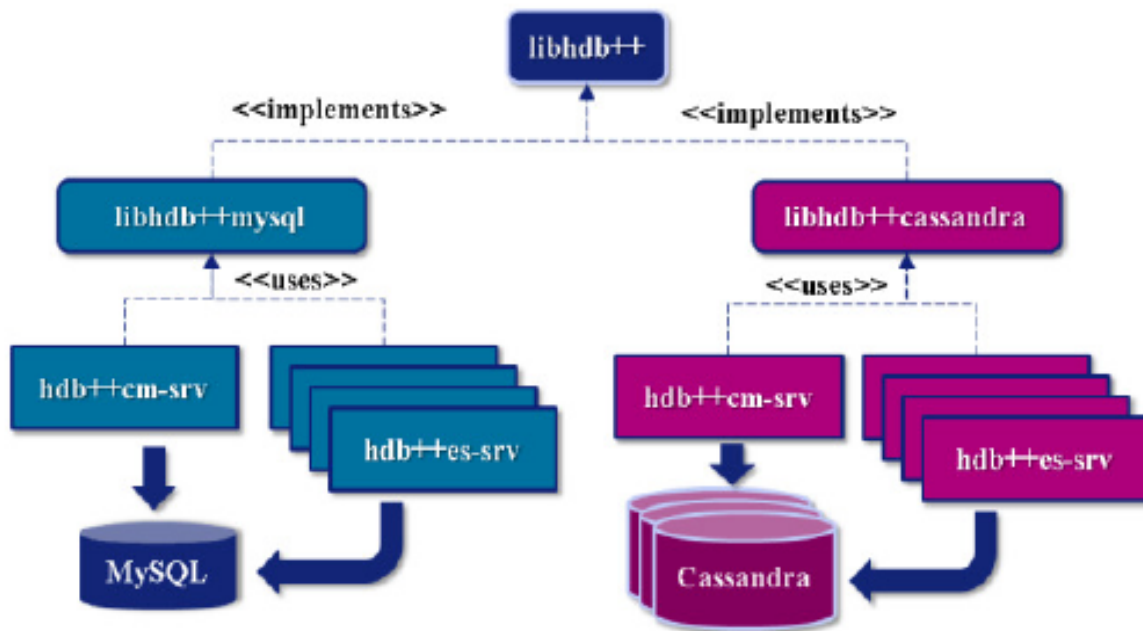 libhdb++
<<implements>> <<implements>>
libhdb++mysql libhdb++cassandra
<<uses>> <<uses>>
hdb++cm-srv hdb++cm-srv
hdb++es-srv hdb++es-srv
MySQL Cassandra